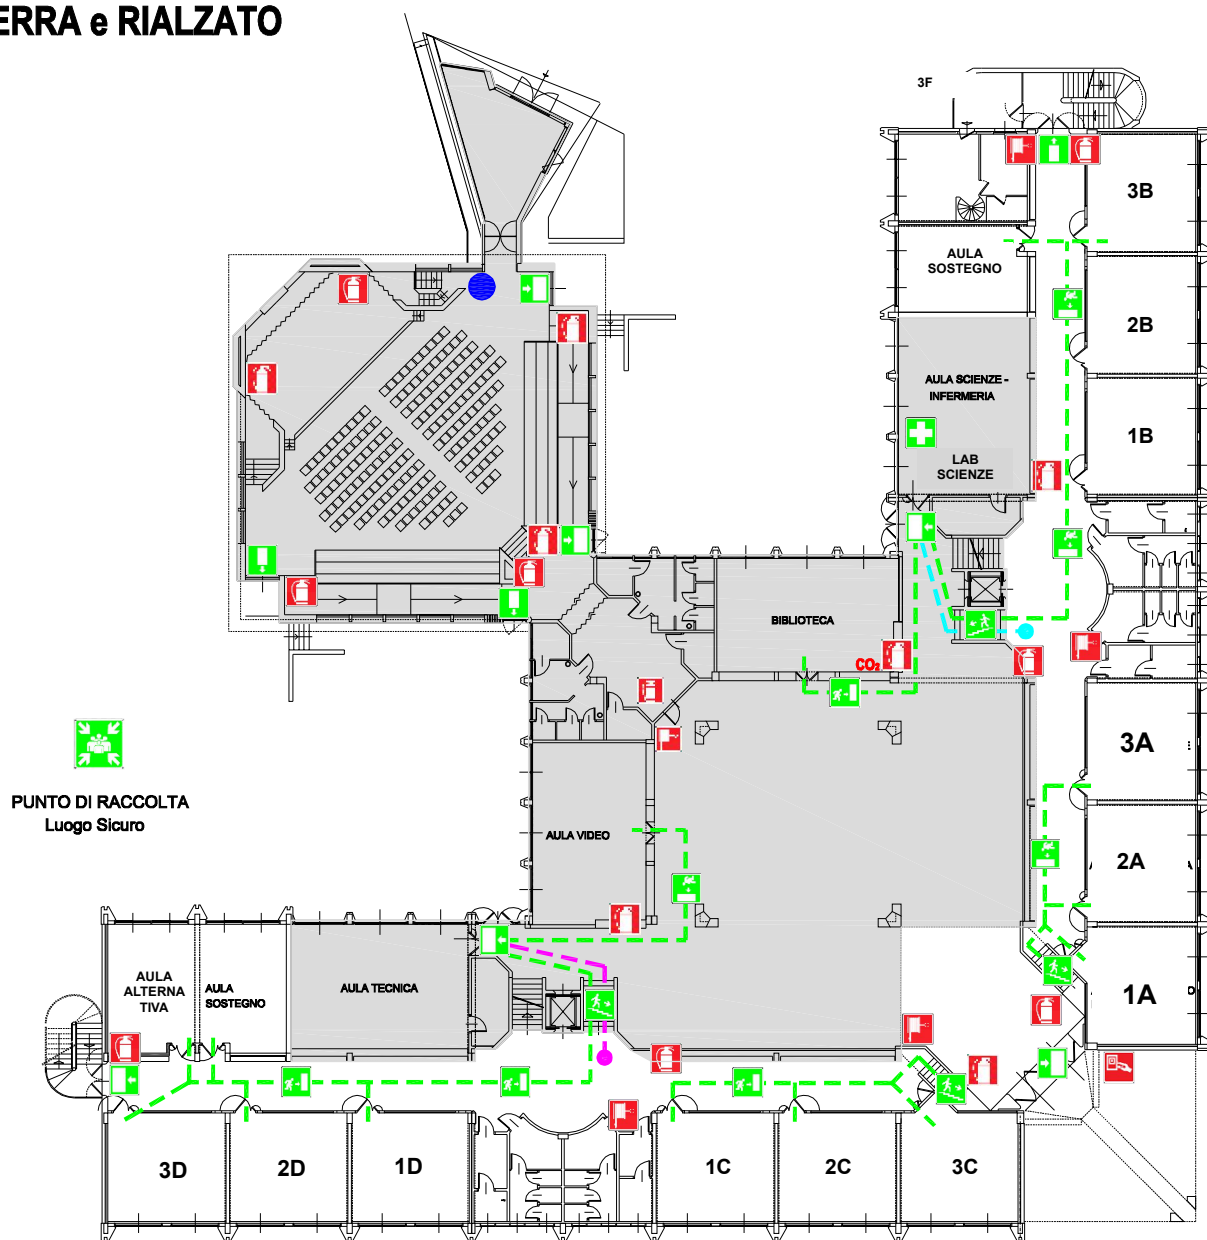 ERRA e RIALZATO
3F
3B
AULA
SOSTEGNO
2B
AULA SCIENZE -
INFERMERIA
1B
LAB
SCIENZE
BIBLIOTECA
CO₂
3A
PUNTO DI RACCOLTA
Luogo Sicuro
AULA VIDEO
2A
AULA
ALTERNA
TIVA
AULA
SOSTEGNO
AULA TECNICA
1A
3D
2D
1D
1C
2C
3C